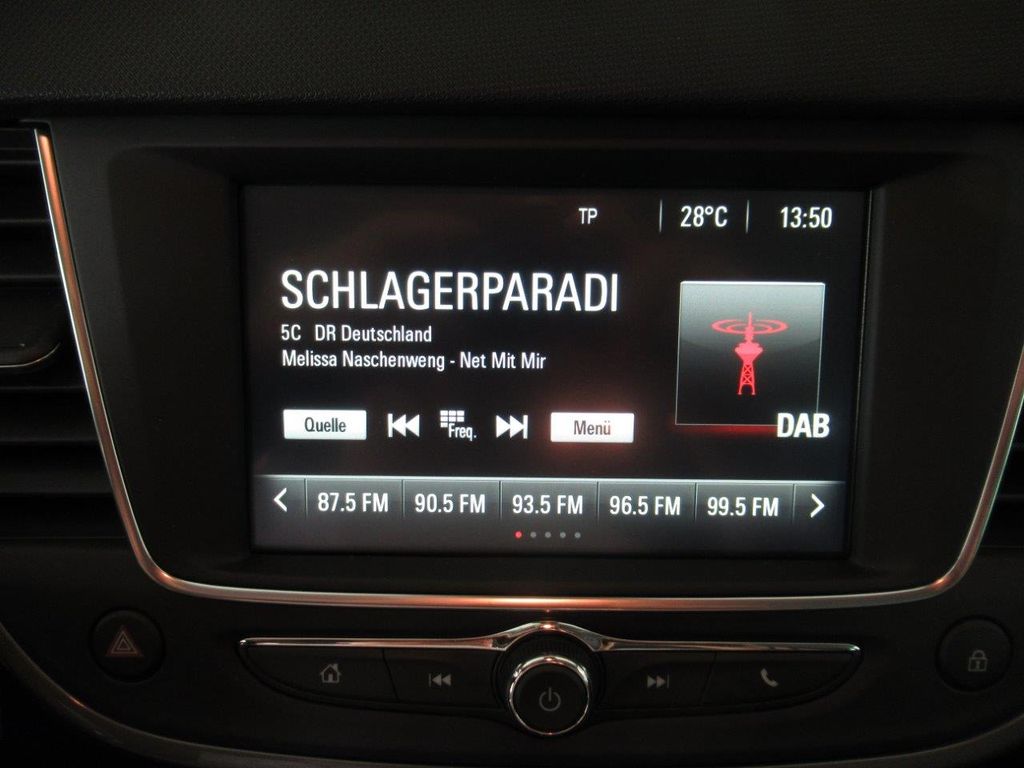 TP 28°C 13:50
SCHLAGERPARADI
5C DR Deutschland
Melissa Naschenweng - Net Mit Mir
DAB
Quelle Freq. Menü
87.5 FM 90.5 FM 93.5 FM 96.5 FM 99.5 FM